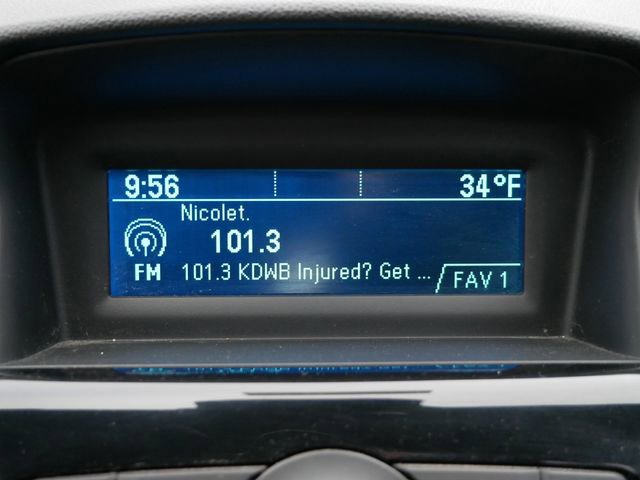 9:56 34°F
Nicolet.
101.3
FM 101.3 KDWB Injured? Get ... FAV 1